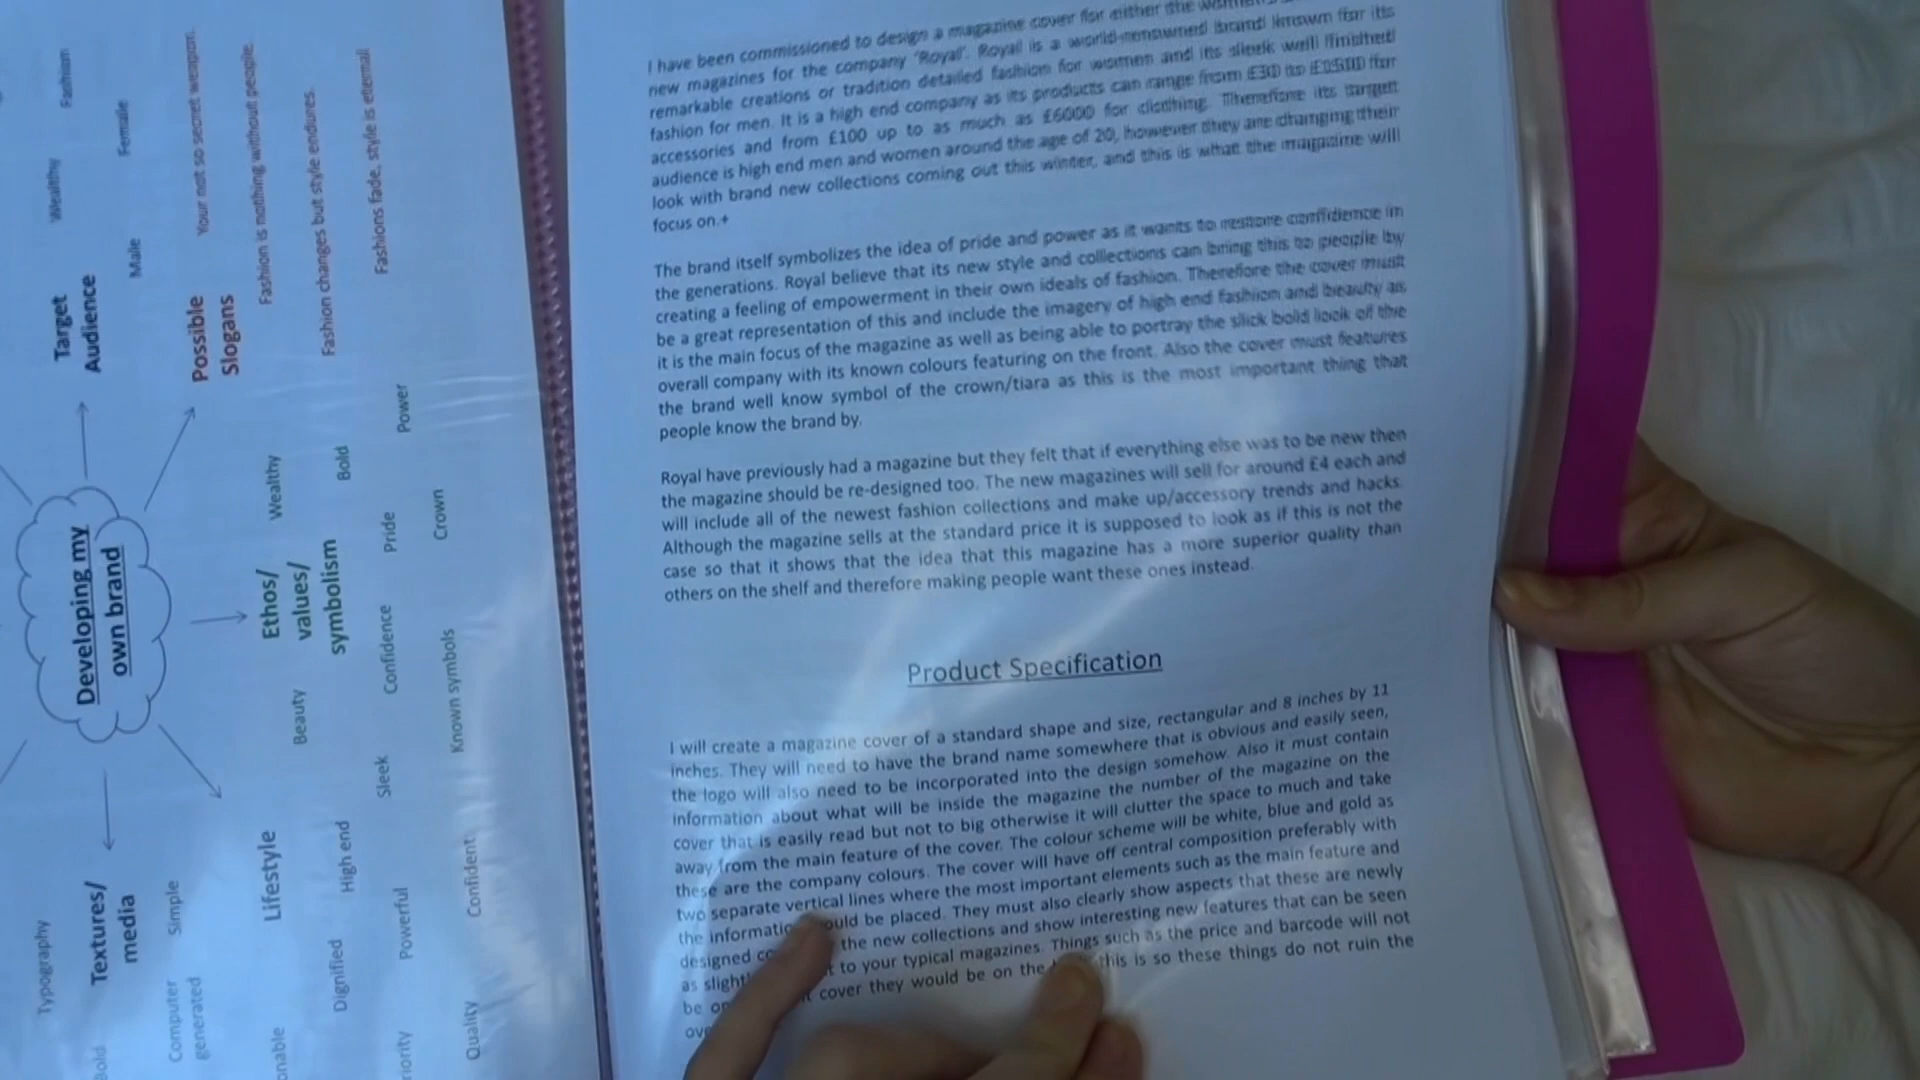 Typography
Bold
Textures/
media
Computer
generated
Simple
Developing my
own brand
Target
Audience
Wealthy
Fashion
Male
Female
Possible
Slogans
Your not so secret weapon.
Fashion is nothing without people.
Fashion changes but style endures.
Fashions fade, style is eternal
Ethos/
values/
symbolism
Wealthy
Beauty
Bold
Pride
Power
Confidence
Sleek
Crown
Known symbols
Lifestyle
High end
Dignified
Powerful
Confident
Quality
I have been commissioned to design a magazine cover for either the
new magazines for the company 'Royal'. Royal is a world-renowned brand known for its
remarkable creations or tradition detailed fashion for women and its sleek well finished
fashion for men. It is a high end company as its products can range from £30 to £1500 for
accessories and from £100 up to as much as £6000 for clothing. Therefore its target
audience is high end men and women around the age of 20, however they are changing their
look with brand new collections coming out this winter, and this is what the magazine will
focus on.+
The brand itself symbolizes the idea of pride and power as it wants to restore confidence in
the generations. Royal believe that its new style and collections can bring this to people by
creating a feeling of empowerment in their own ideals of fashion. Therefore the cover must
be a great representation of this and include the imagery of high end fashion and beauty as
it is the main focus of the magazine as well as being able to portray the slick bold look of the
overall company with its known colours featuring on the front. Also the cover must features
the brand well know symbol of the crown/tiara as this is the most important thing that
people know the brand by.
Royal have previously had a magazine but they felt that if everything else was to be new then
the magazine should be re-designed too. The new magazines will sell for around £4 each and
will include all of the newest fashion collections and make up/accessory trends and hacks.
Although the magazine sells at the standard price it is supposed to look as if this is not the
case so that it shows that the idea that this magazine has a more superior quality than
others on the shelf and therefore making people want these ones instead.
Product Specification
I will create a magazine cover of a standard shape and size, rectangular and 8 inches by 11
inches. They will need to have the brand name somewhere that is obvious and easily seen,
the logo will also need to be incorporated into the design somehow. Also it must contain
information about what will be inside the magazine the number of the magazine on the
cover that is easily read but not to big otherwise it will clutter the space to much and take
away from the main feature of the cover. The colour scheme will be white, blue and gold as
these are the company colours. The cover will have off central composition preferably with
two separate vertical lines where the most important elements such as the main feature and
the would be placed. They must also clearly show aspects that these are newly
designed the new collections and show interesting new features that can be seen
as to your typical magazines. Things such as the price and barcode will not
be cover they would be on the this is so these things do not ruin the